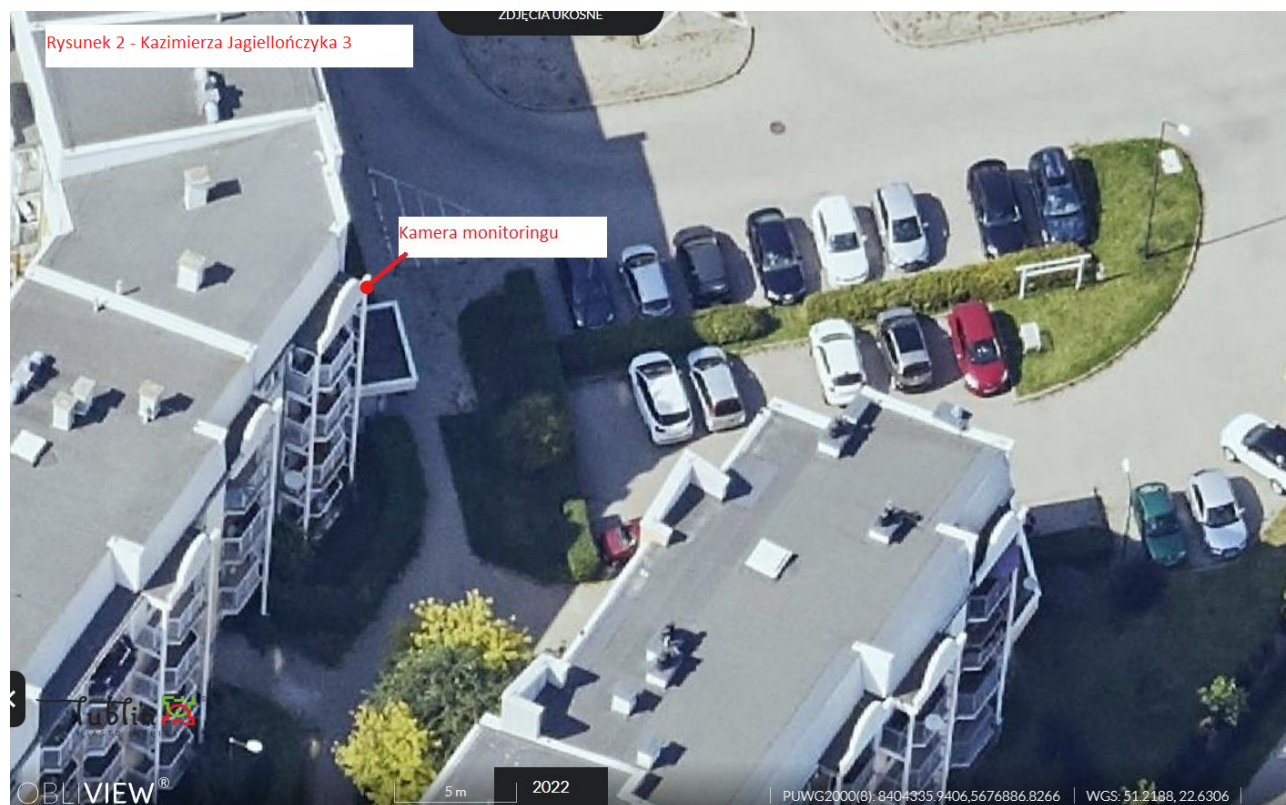 ZDJĘCIA UKOŚNE
Rysunek 2 - Kazimierza Jagiellończyka 3
Kamera monitoringu
lublin
OBLIVIEW®
5 m
2022
PUWG2000(8): 8404335.9406,5676886.8266
WGS: 51.2188, 22.6306